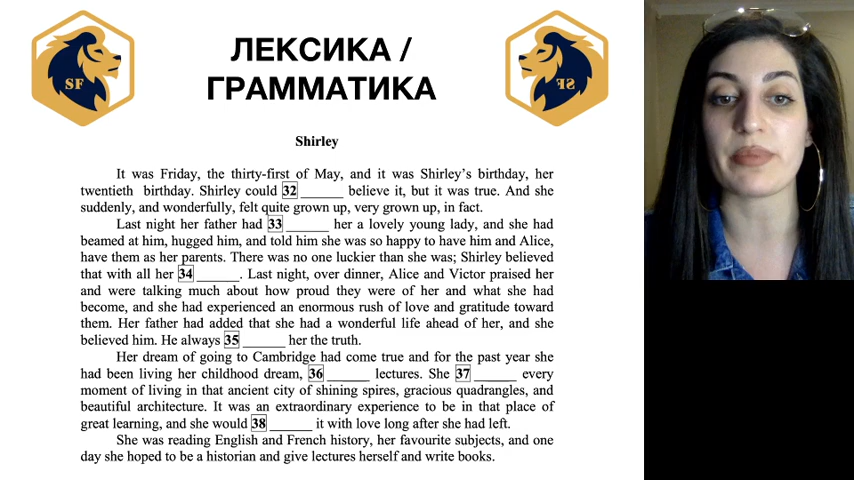 SF
SF
ЛЕКСИКА /
ГРАММАТИКА
Shirley
It was Friday, the thirty-first of May, and it was Shirley's birthday, her
twentieth birthday. Shirley could 32 ______ believe it, but it was true. And she
suddenly, and wonderfully, felt quite grown up, very grown up, in fact.
Last night her father had 33 ______ her a lovely young lady, and she had
beamed at him, hugged him, and told him she was so happy to have him and Alice,
have them as her parents. There was no one luckier than she was; Shirley believed
that with all her 34 ______. Last night, over dinner, Alice and Victor praised her
and were talking much about how proud they were of her and what she had
become, and she had experienced an enormous rush of love and gratitude toward
them. Her father had added that she had a wonderful life ahead of her, and she
believed him. He always 35 ______ her the truth.
Her dream of going to Cambridge had come true and for the past year she
had been living her childhood dream, 36 ______ lectures. She 37 ______ every
moment of living in that ancient city of shining spires, gracious quadrangles, and
beautiful architecture. It was an extraordinary experience to be in that place of
great learning, and she would 38 ______ it with love long after she had left.
She was reading English and French history, her favourite subjects, and one
day she hoped to be a historian and give lectures herself and write books.